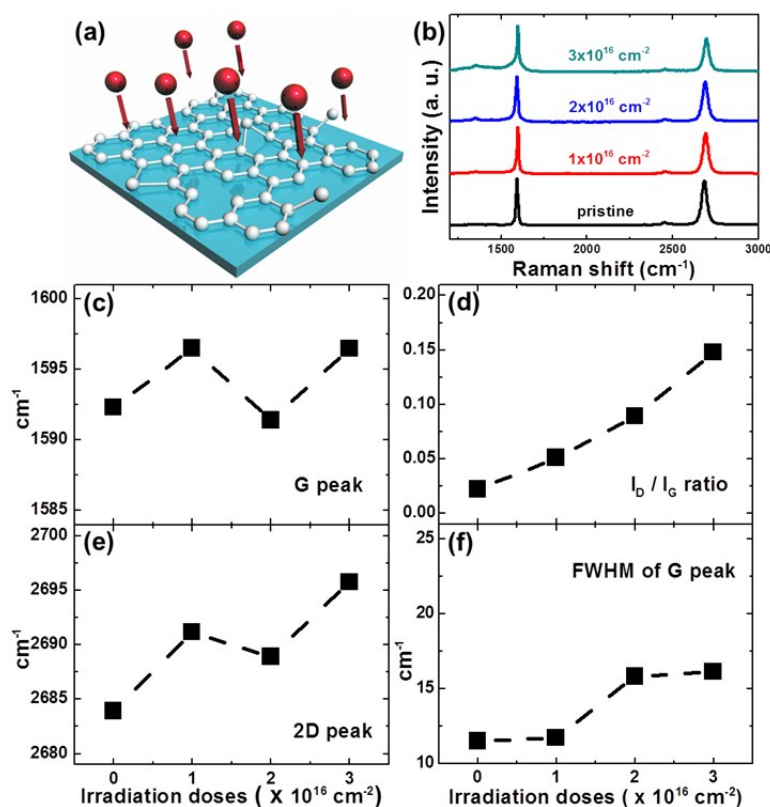 (a)
(b)
Intensity (a. u.)
3x10¹⁶ cm⁻²
2x10¹⁶ cm⁻²
1x10¹⁶ cm⁻²
pristine
1500 2000 2500 3000
Raman shift (cm⁻¹)
(c)
cm⁻¹
1600
1595
1590
1585
G peak
(d)
0.20
0.15
0.10
0.05
0.00
I_D / I_G ratio
(e)
cm⁻¹
2700
2695
2690
2685
2680
2D peak
0 1 2 3
Irradiation doses ( x 10¹⁶ cm⁻²)
(f)
cm⁻¹
25
20
15
10
FWHM of G peak
0 1 2 3
Irradiation doses ( x 10¹⁶ cm⁻²)